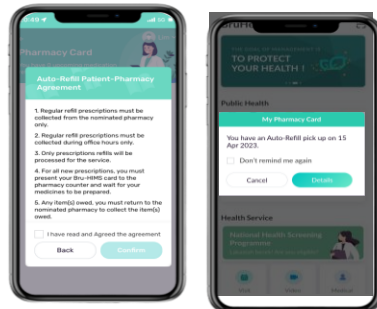 Pharmacy Card
Auto-Refill Patient-Pharmacy
Agreement
1. Regular refill prescriptions must be
collected from the nominated pharmacy
only.
2. Regular refill prescriptions must be
collected during office hours only.
3. Only prescriptions refills will be
processed for the service.
4. For all new prescriptions, you must
present your Bru-HIMS card to the
pharmacy counter and wait for your
medicines to be prepared.
5. Any item(s) owed, you must return to the
nominated pharmacy to collect the item(s)
owed.
I have read and Agreed the agreement
Back
Confirm
TO PROTECT
YOUR HEALTH !
Public Health
My Pharmacy Card
You have an Auto-Refill pick up on 15
Apr 2023.
Don't remind me again
Cancel
Details
Health Service
National Health Screening
Programme
Visit
Video